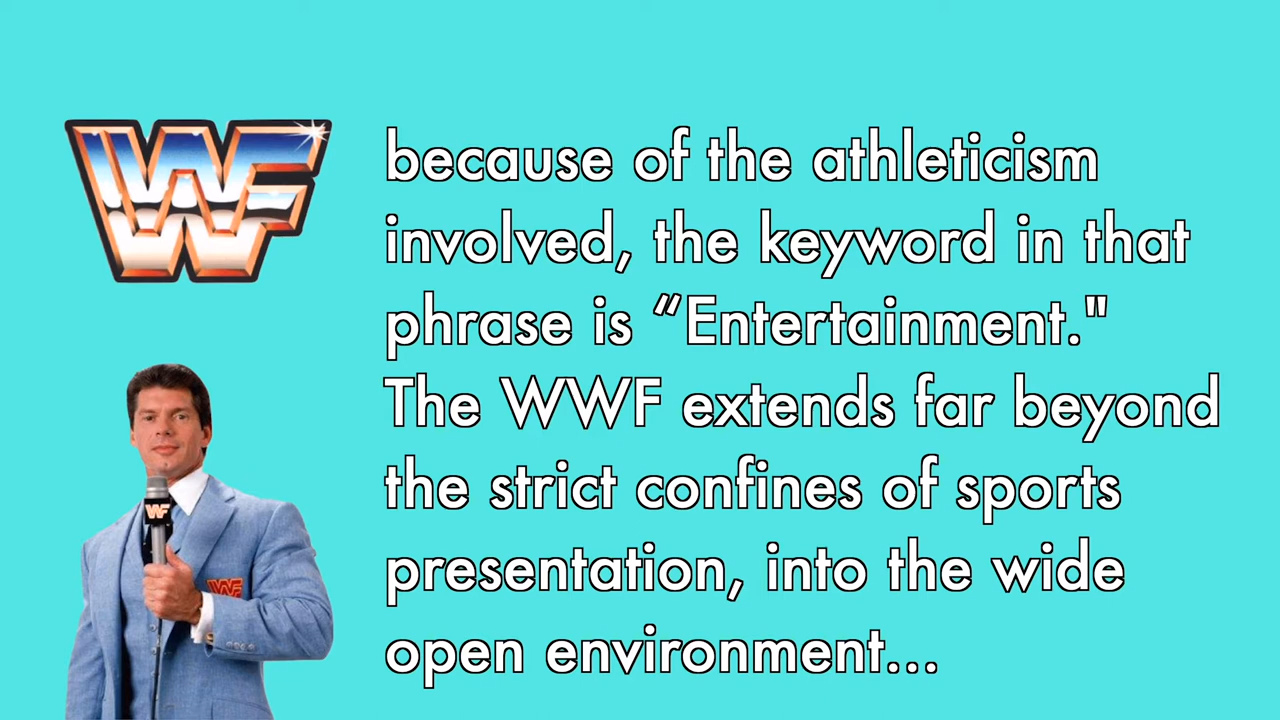 WWF
because of the athleticism
involved, the keyword in that
phrase is “Entertainment."
The WWF extends far beyond
the strict confines of sports
presentation, into the wide
open environment...
WF
WWF